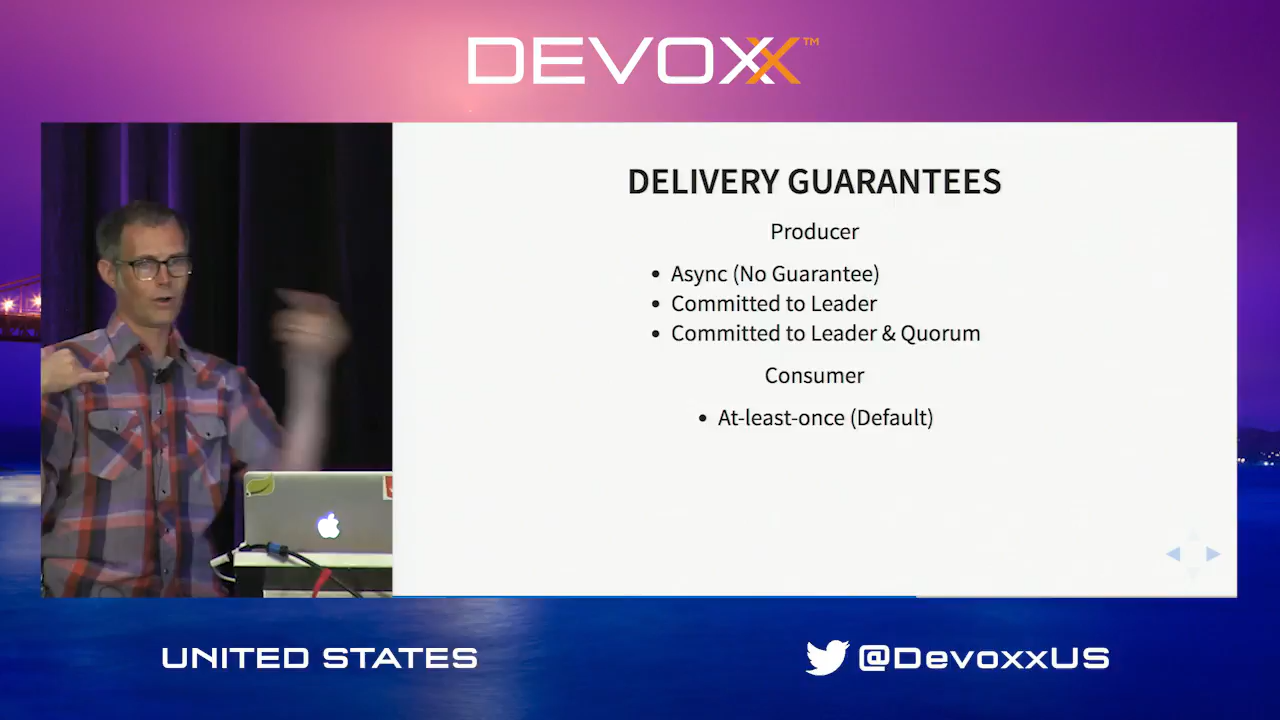 DEVOXX™
DELIVERY GUARANTEES
Producer
• Async (No Guarantee)
• Committed to Leader
• Committed to Leader & Quorum
Consumer
• At-least-once (Default)
UNITED STATES
@DevoxxUS